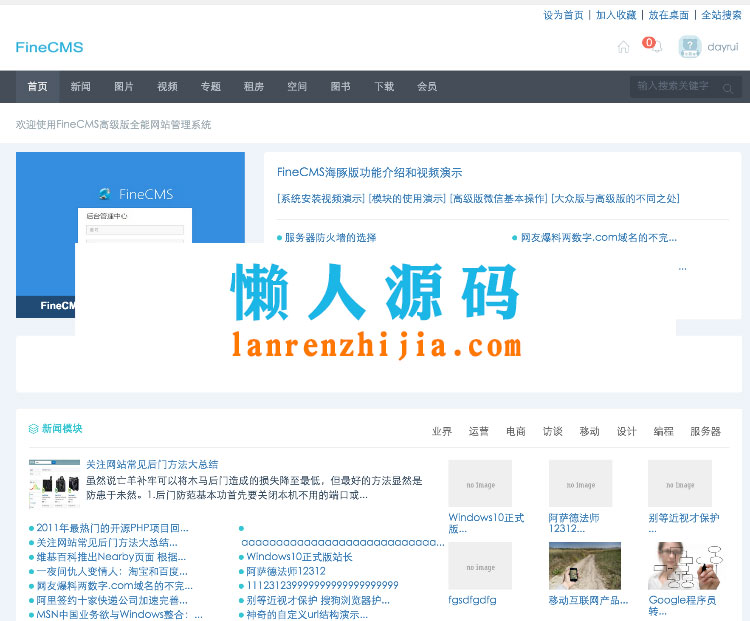 设为首页 | 加入收藏 | 放在桌面 | 全站搜索
FineCMS
0
dayrui
首页 新闻 图片 视频 专题 租房 空间 图书 下载 会员
输入搜索关键字
欢迎使用FineCMS高级版全能网站管理系统
FineCMS
后台管理中心
FineCM
FineCMS海豚版功能介绍和视频演示
[系统安装视频演示] [模块的使用演示] [高级版微信基本操作] [大众版与高级版的不同之处]
服务器防火墙的选择
网友爆料两数字.com域名的不完...
...
懒人源码
lanrenzhijia.com
新闻模块
业界 运营 电商 访谈 移动 设计 编程 服务器
关注网站常见后门方法大总结
虽然说亡羊补牢可以将木马后门造成的损失降至最低，但最好的方法显然是
防患于未然。1.后门防范基本功首先要关闭本机不用的端口或...
2011年最热门的开源PHP项目回...
关注网站常见后门方法大总结...
维基百科推出Nearby页面 根据...
一夜间仇人变情人：淘宝和百度...
网友爆料两数字.com域名的不完...
阿里签约十家快递公司加速完善...
MSN中国业务欲与Windows整合：...
Windows10正式版站长
阿萨德法师12312
别等近视才保护 搜狗浏览器护...
神奇的自定义url结构演示...
no image
no image
no image
Windows10正式
版...
阿萨德法师
12312...
别等近视才保护
...
no image
fgsdfgdfg
移动互联网产品...
Google程序员
转...